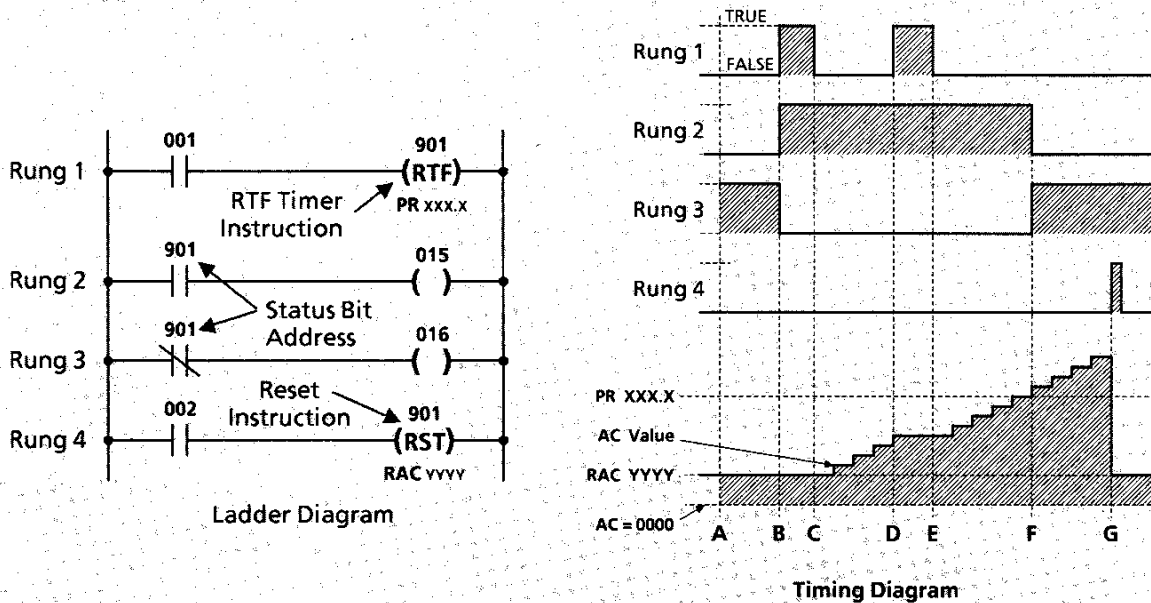 001
901
Rung 1
(RTF)
RTF Timer
Instruction
PR xxx.x
901
015
Rung 2
( )
Status Bit
Address
901
016
Rung 3
( )
Reset
Instruction
002
901
Rung 4
(RST)
RAC YYYY
Ladder Diagram
TRUE
Rung 1
FALSE
Rung 2
Rung 3
Rung 4
PR XXX.X
AC Value
RAC YYYY
AC = 0000
A B C D E F G
Timing Diagram